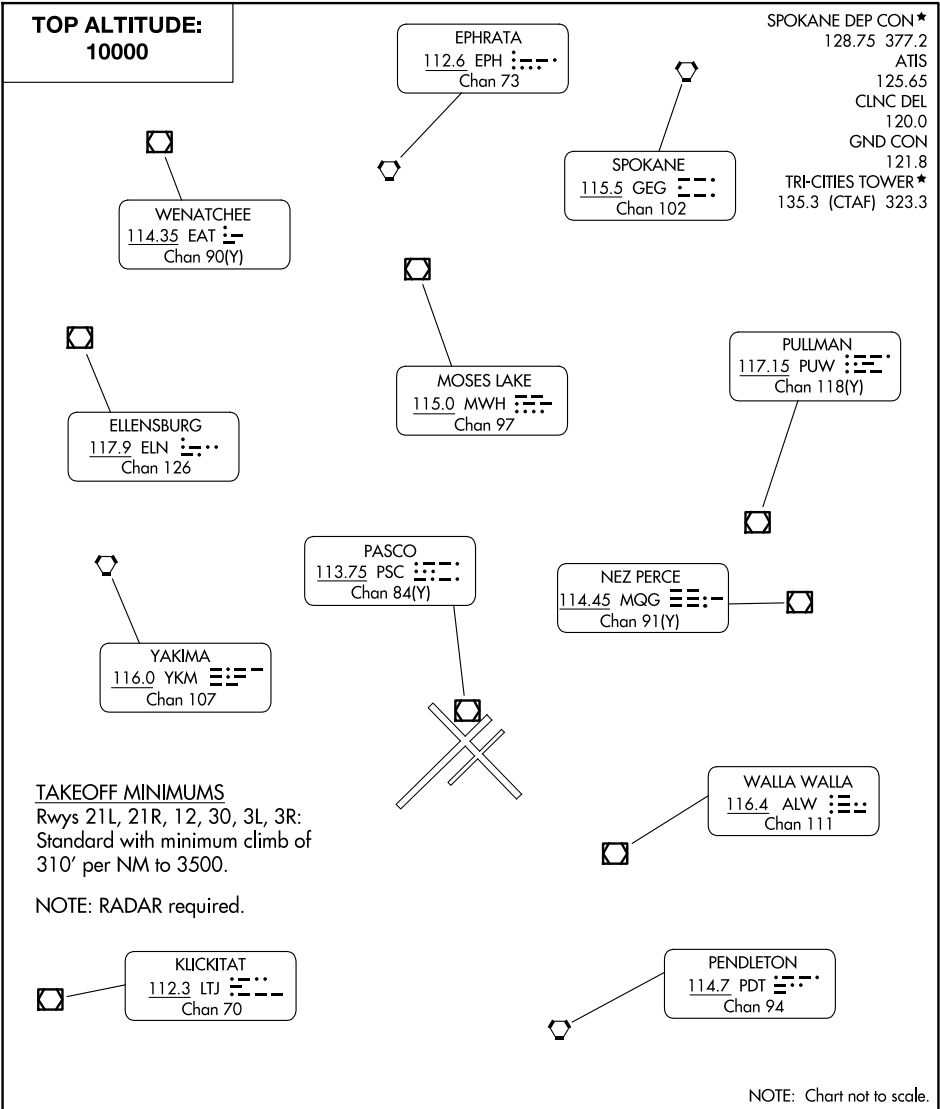 TOP ALTITUDE:
10000
SPOKANE DEP CON★
128.75 377.2
ATIS
125.65
CLNC DEL
120.0
GND CON
121.8
TRI-CITIES TOWER★
135.3 (CTAF) 323.3
EPHRATA
112.6 EPH
Chan 73
SPOKANE
115.5 GEG
Chan 102
WENATCHEE
114.35 EAT
Chan 90(Y)
MOSES LAKE
115.0 MWH
Chan 97
PULLMAN
117.15 PUW
Chan 118(Y)
ELLENSBURG
117.9 ELN
Chan 126
PASCO
113.75 PSC
Chan 84(Y)
NEZ PERCE
114.45 MQG
Chan 91(Y)
YAKIMA
116.0 YKM
Chan 107
TAKEOFF MINIMUMS
Rwys 21L, 21R, 12, 30, 3L, 3R:
Standard with minimum climb of
310' per NM to 3500.
NOTE: RADAR required.
WALLA WALLA
116.4 ALW
Chan 111
KLICKITAT
112.3 LTJ
Chan 70
PENDLETON
114.7 PDT
Chan 94
NOTE: Chart not to scale.